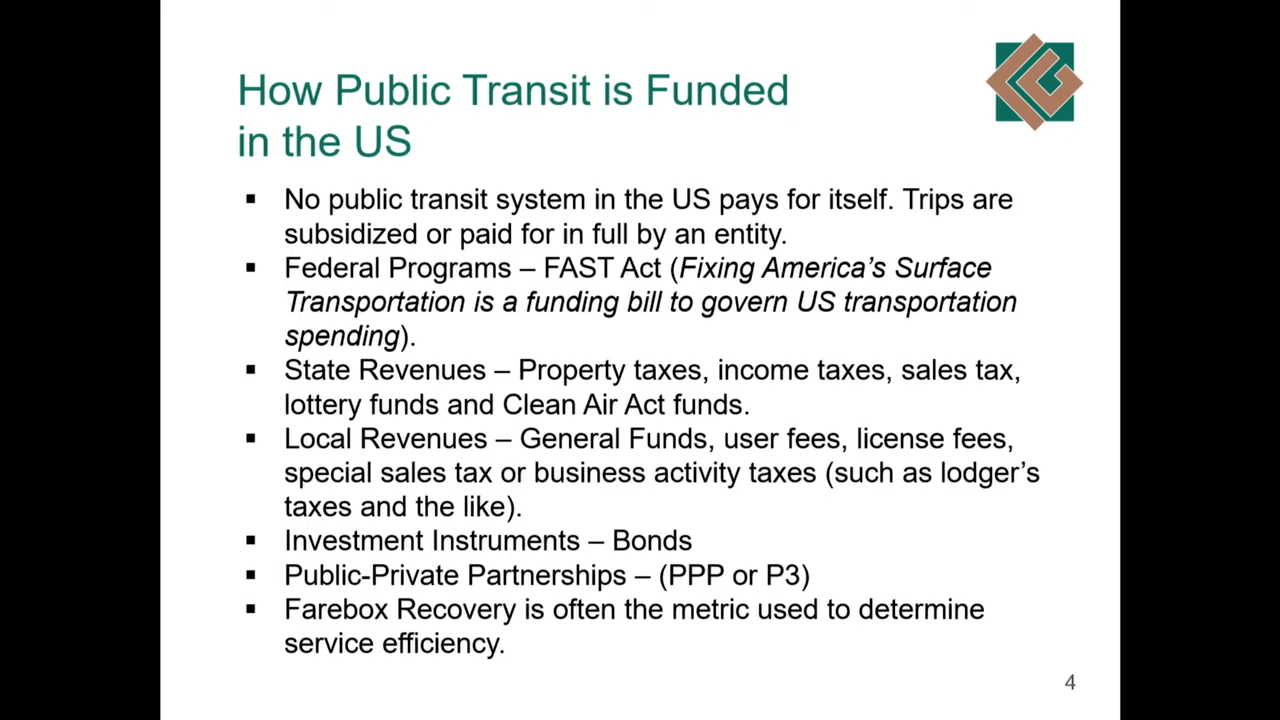 How Public Transit is Funded
in the US
▪ No public transit system in the US pays for itself. Trips are
subsidized or paid for in full by an entity.
▪ Federal Programs – FAST Act (Fixing America’s Surface
Transportation is a funding bill to govern US transportation
spending).
▪ State Revenues – Property taxes, income taxes, sales tax,
lottery funds and Clean Air Act funds.
▪ Local Revenues – General Funds, user fees, license fees,
special sales tax or business activity taxes (such as lodger’s
taxes and the like).
▪ Investment Instruments – Bonds
▪ Public-Private Partnerships – (PPP or P3)
▪ Farebox Recovery is often the metric used to determine
service efficiency.
4